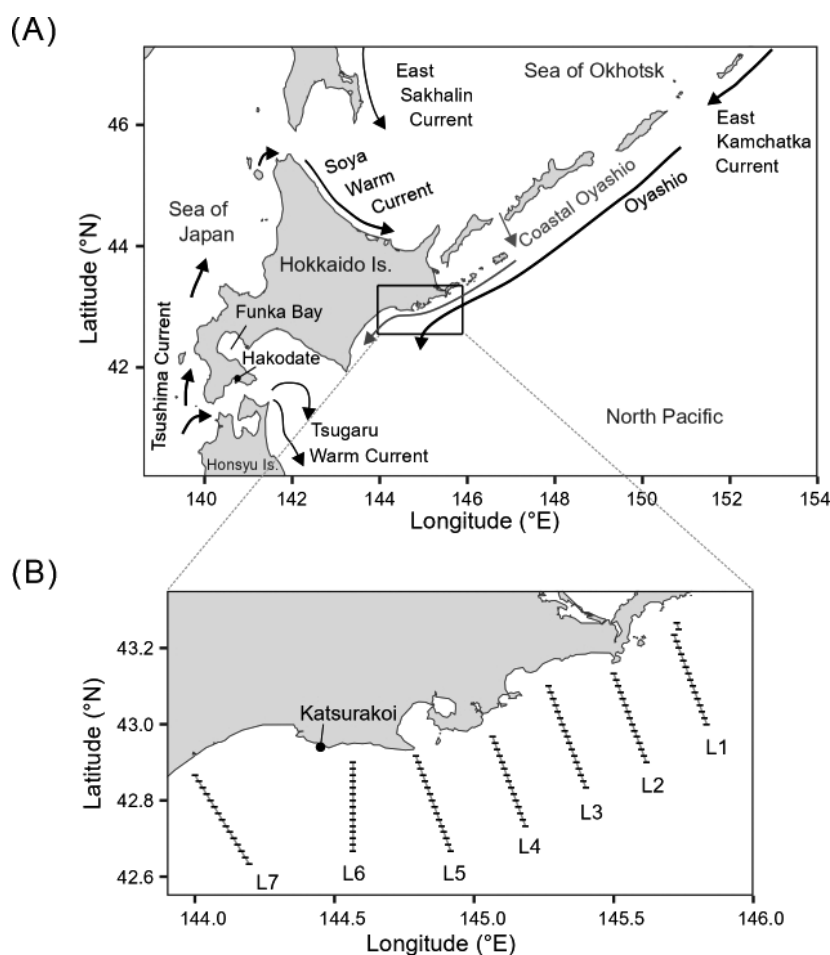 (A)
East
Sakhalin
Current
Sea of Okhotsk
East
Kamchatka
Current
Soya
Warm
Current
Coastal Oyashio
Oyashio
Sea of
Japan
Hokkaido Is.
Funka Bay
Hakodate
Tsushima Current
Tsugaru
Warm Current
North Pacific
Honsyu Is.
46
44
42
Latitude (°N)
140
142
144
146
148
150
152
154
Longitude (°E)
(B)
Katsurakoi
L1
L2
L3
L4
L5
L6
L7
43.2
43.0
42.8
42.6
Latitude (°N)
144.0
144.5
145.0
145.5
146.0
Longitude (°E)